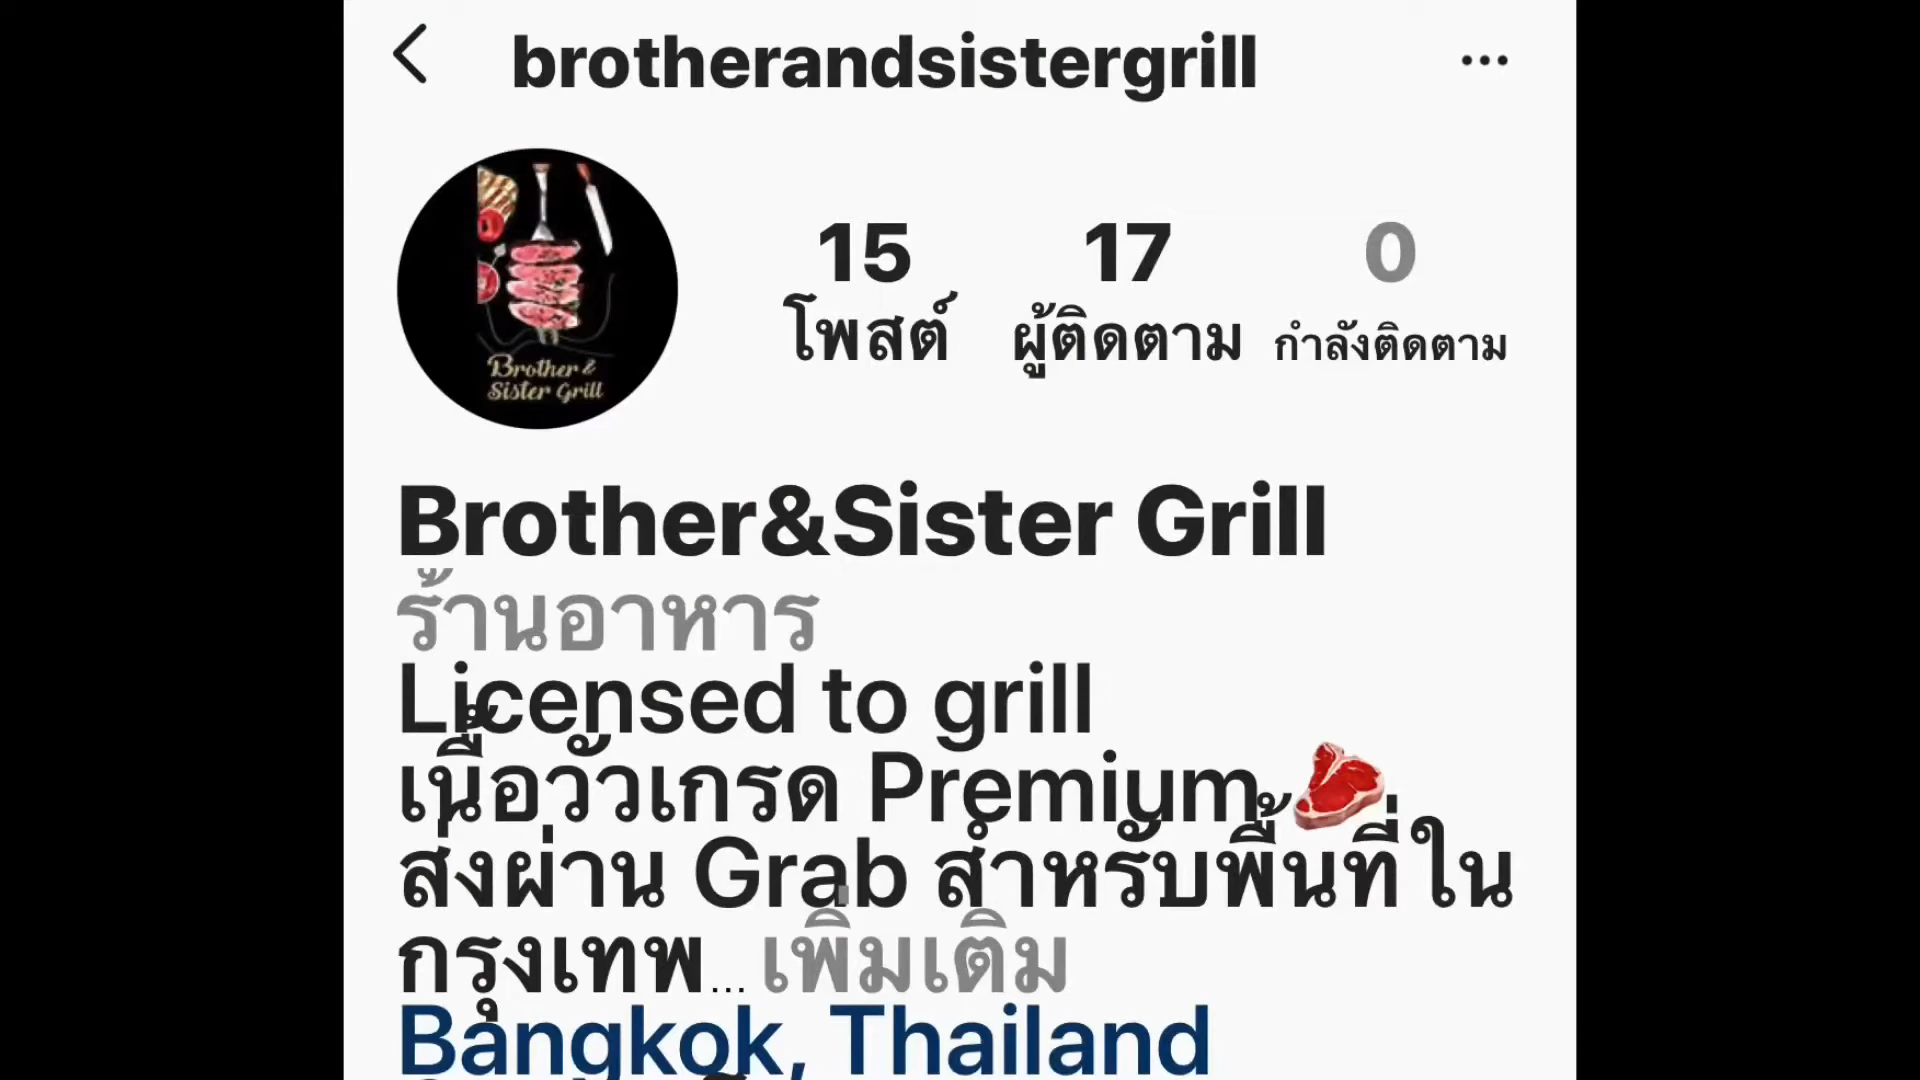 brotherandsistergrill
15 17 0
โพสต์ ผู้ติดตาม กำลังติดตาม
Brother &
Sister Grill
Brother&Sister Grill
ร้านอาหาร
Licensed to grill
เนื้อวัวเกรด Premium 🥩
ส่งผ่าน Grab สำหรับพื้นที่ใน
กรุงเทพ... เพิ่มเติม
Bangkok, Thailand